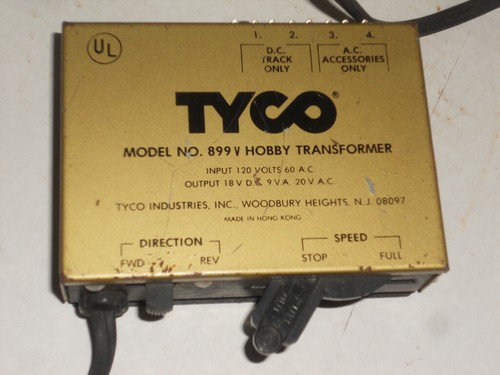 UL
1. 2. 3. 4.
D.C. TRACK ONLY
A.C. ACCESSORIES ONLY
TYCO®
MODEL NO. 899 V HOBBY TRANSFORMER
INPUT 120 VOLTS 60 A.C.
OUTPUT 18 V D.C. 9 V.A. 20 V A.C.
TYCO INDUSTRIES, INC., WOODBURY HEIGHTS, N.J. 08097
MADE IN HONG KONG
DIRECTION
FWD REV
SPEED
STOP FULL